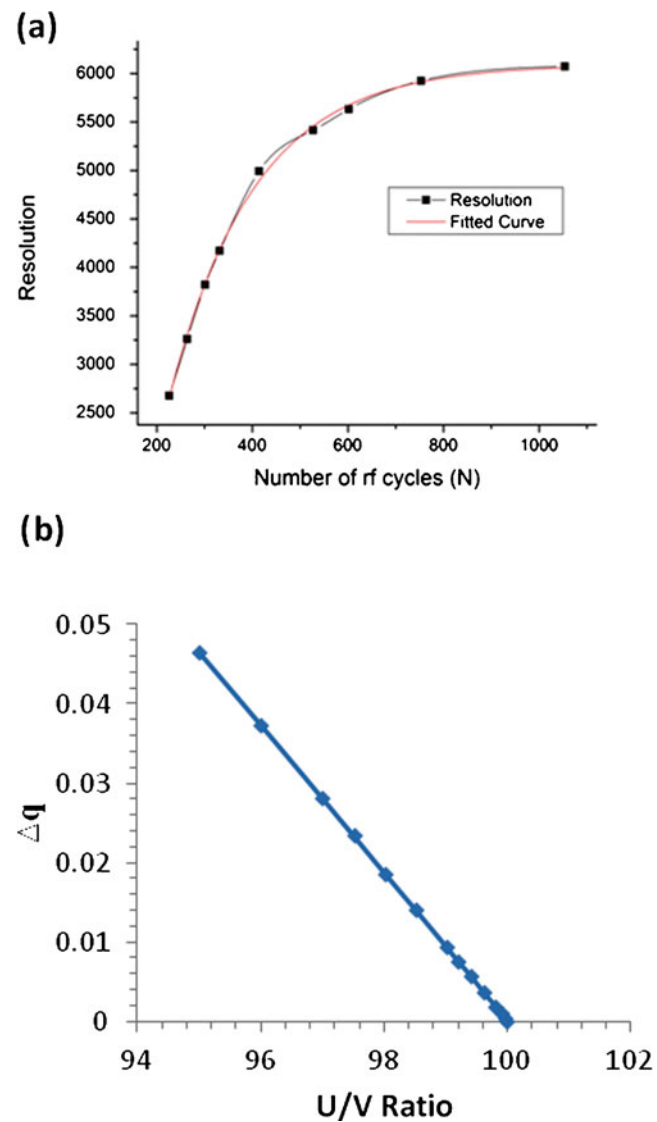 (a)
6000
5500
5000
4500
4000
3500
3000
2500
Resolution
Resolution
Fitted Curve
200 400 600 800 1000
Number of rf cycles (N)
(b)
0.05
0.04
0.03
0.02
0.01
0
Δq
94 96 98 100 102
U/V Ratio